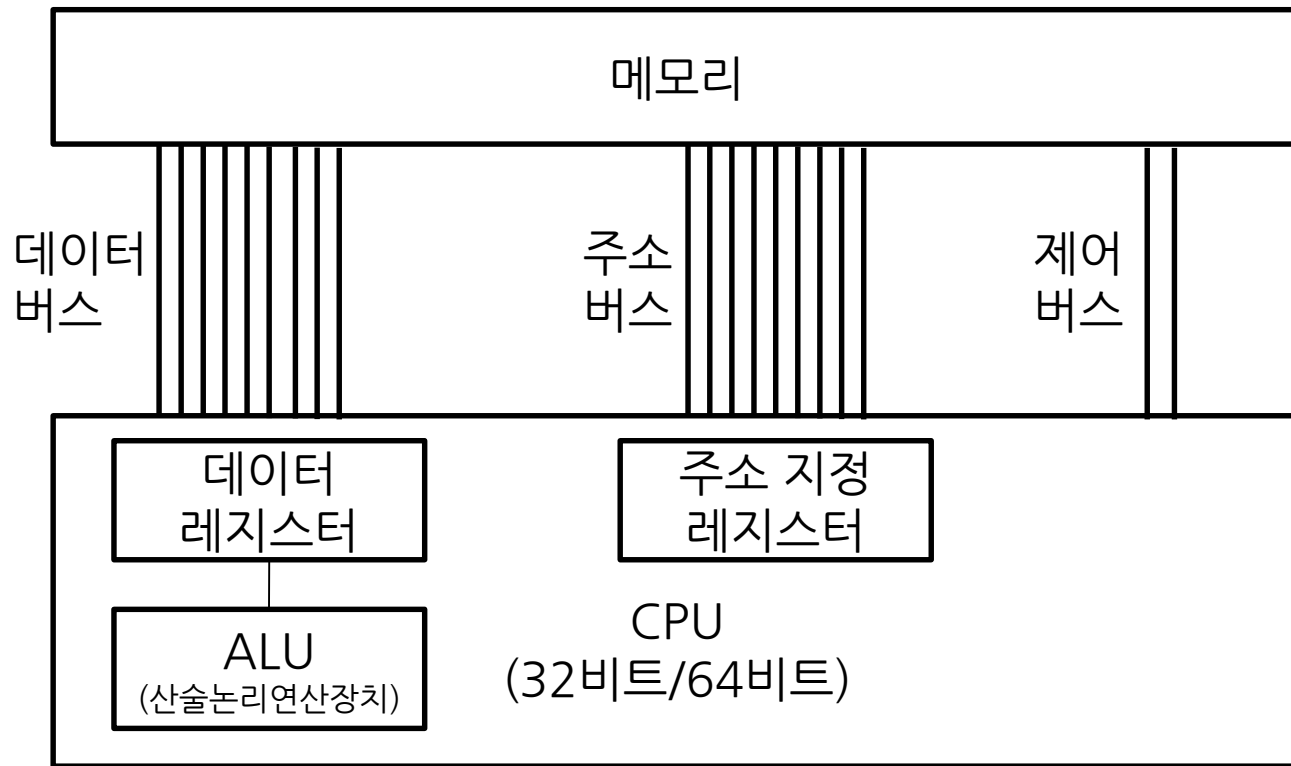 메모리
데이터
버스
주소
버스
제어
버스
데이터
레지스터
주소 지정
레지스터
ALU
(산술논리연산장치)
CPU
(32비트/64비트)